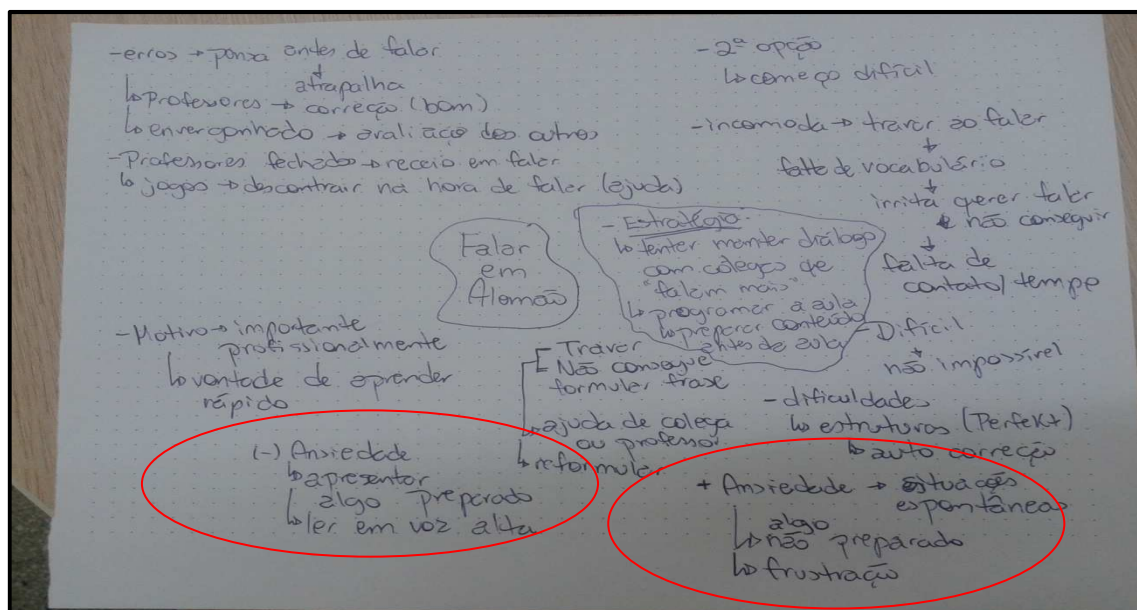 -erros → pensa antes de falar
↓
atrapalha
↳ Professores → correção (bom)
↳ envergonhado → avaliação dos outros
-Professores fechado → receio em falar
↳ jogos → descontrair na hora de falar (ajuda)
- 2ª opção
↳ começo difícil
-incomoda → travar ao falar
↓
falta de vocabulário
↓
irrita querer falar
e não conseguir
↓
falta de
contato/tempo
Falar
em
Alemão
- Estratégia:
↳ tentar manter diálogo
com colegas que
"falem mais"
↳ programar a aula
↳ preparar conteúdo
antes de aula
-Motivo → importante
profissionalmente
↳ vontade de aprender
rápido
- Travar
- Não consegue
formular frase
↳ ajuda de colega
ou professor
↳ reformular
- Difícil
↓
não impossível
- dificuldades
↳ estruturas (Perfekt)
↳ auto correção
(-) Ansiedade
↳ apresentar
algo preparado
↳ ler em voz alta
+ Ansiedade → situações
espontâneas
↳ algo
não preparado
↳ frustração